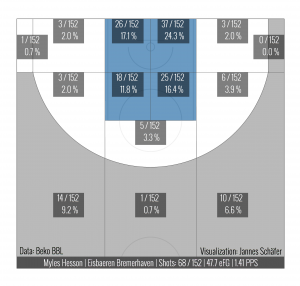 3 / 152
2.0 %
26 / 152
17.1 %
37 / 152
24.3 %
3 / 152
2.0 %
1 / 152
0.7 %
0 / 152
0.0 %
3 / 152
2.0 %
18 / 152
11.8 %
25 / 152
16.4 %
6 / 152
3.9 %
5 / 152
3.3 %
14 / 152
9.2 %
1 / 152
0.7 %
10 / 152
6.6 %
Data: Beko BBL
Visualization: Jannes Schäfer
Myles Hesson | Eisbaeren Bremerhaven | Shots: 68 / 152 | 47.7 eFG | 1.41 PPS